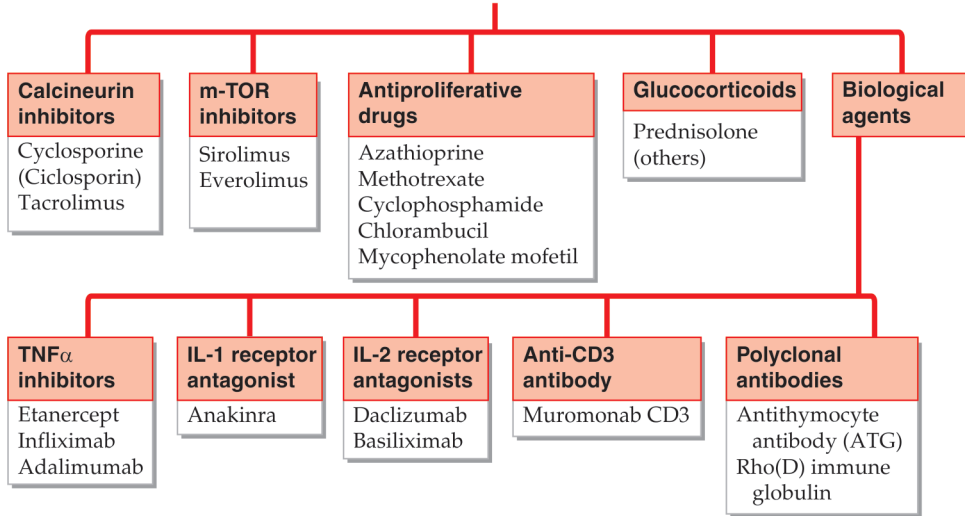 Calcineurin
inhibitors
Cyclosporine
(Ciclosporin)
Tacrolimus
m-TOR
inhibitors
Sirolimus
Everolimus
Antiproliferative
drugs
Azathioprine
Methotrexate
Cyclophosphamide
Chlorambucil
Mycophenolate mofetil
Glucocorticoids
Prednisolone
(others)
Biological
agents
TNFα
inhibitors
Etanercept
Infliximab
Adalimumab
IL-1 receptor
antagonist
Anakinra
IL-2 receptor
antagonists
Daclizumab
Basiliximab
Anti-CD3
antibody
Muromonab CD3
Polyclonal
antibodies
Antithymocyte
antibody (ATG)
Rho(D) immune
globulin